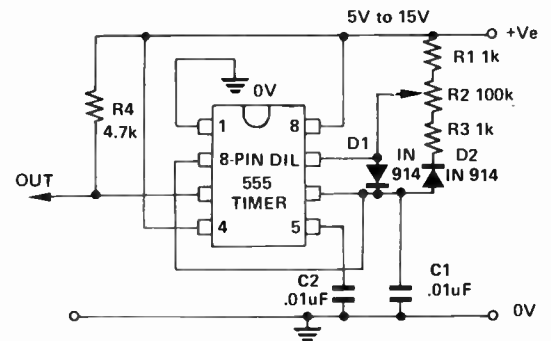 5V to 15V
+Ve
R1 1k
0V
R4
4.7k
R2 100k
1
8
D1
R3 1k
8-PIN DIL
IN
914
D2
IN 914
OUT
555
TIMER
4
5
C2
.01uF
C1
.01uF
0V